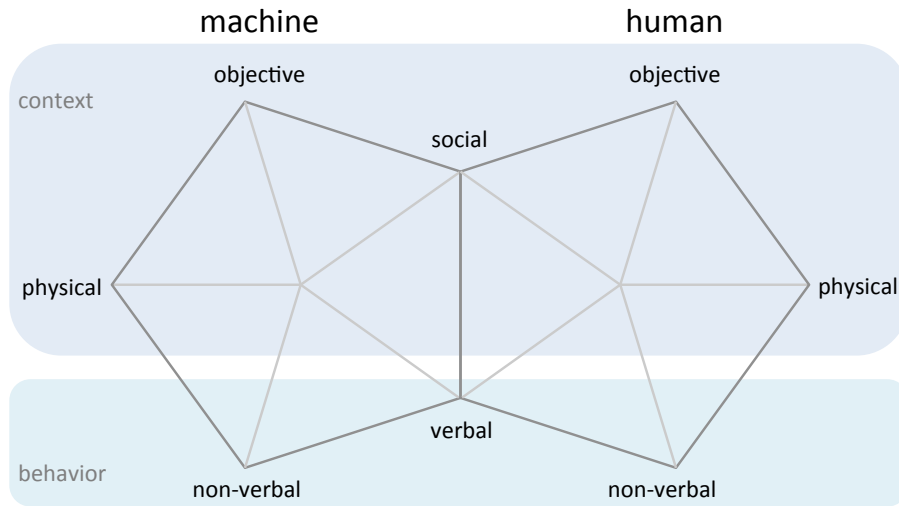 machine
human
objective
objective
context
social
physical
physical
verbal
behavior
non-verbal
non-verbal